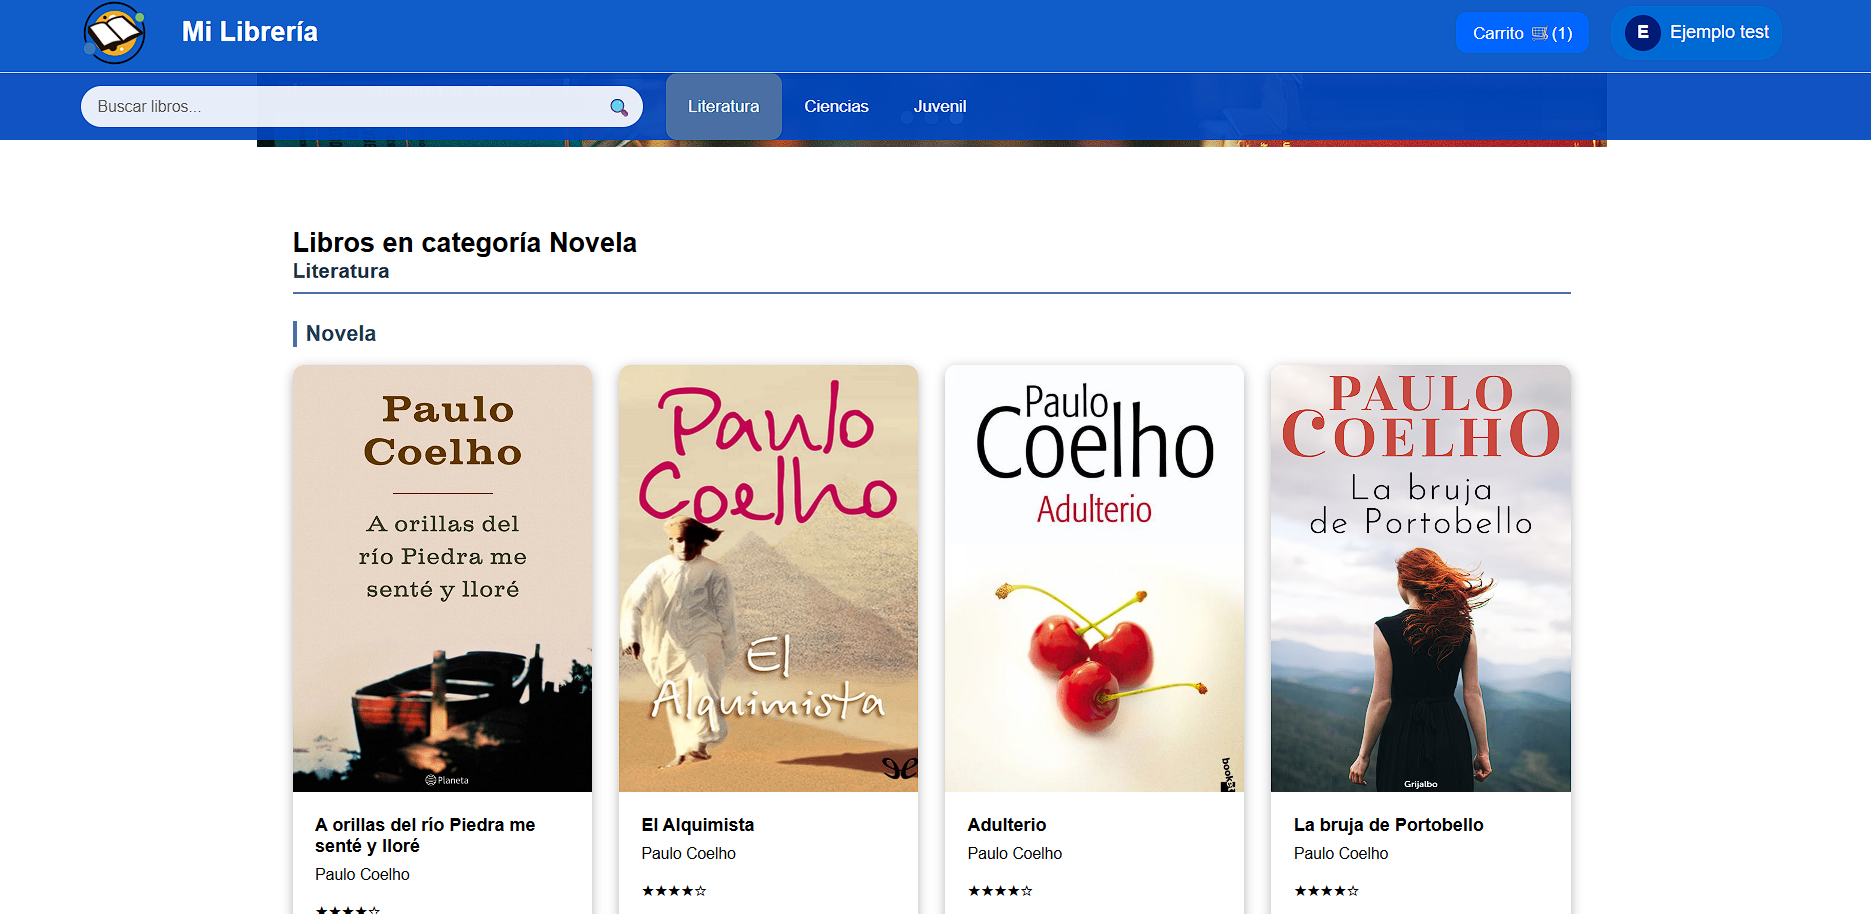 Mi Librería
Carrito (1)
E Ejemplo test
Buscar libros...
Literatura
Ciencias
Juvenil
Libros en categoría Novela
Literatura
Novela
Paulo
Coelho
A orillas del
río Piedra me
senté y lloré
Planeta
Paulo
Coelho
El
Alquimista
Paulo
Coelho
Adulterio
booket
PAULO
COELHO
La bruja
de Portobello
Grijalbo
A orillas del río Piedra me
senté y lloré
Paulo Coelho
★★★★☆
El Alquimista
Paulo Coelho
★★★★☆
Adulterio
Paulo Coelho
★★★★☆
La bruja de Portobello
Paulo Coelho
★★★★☆